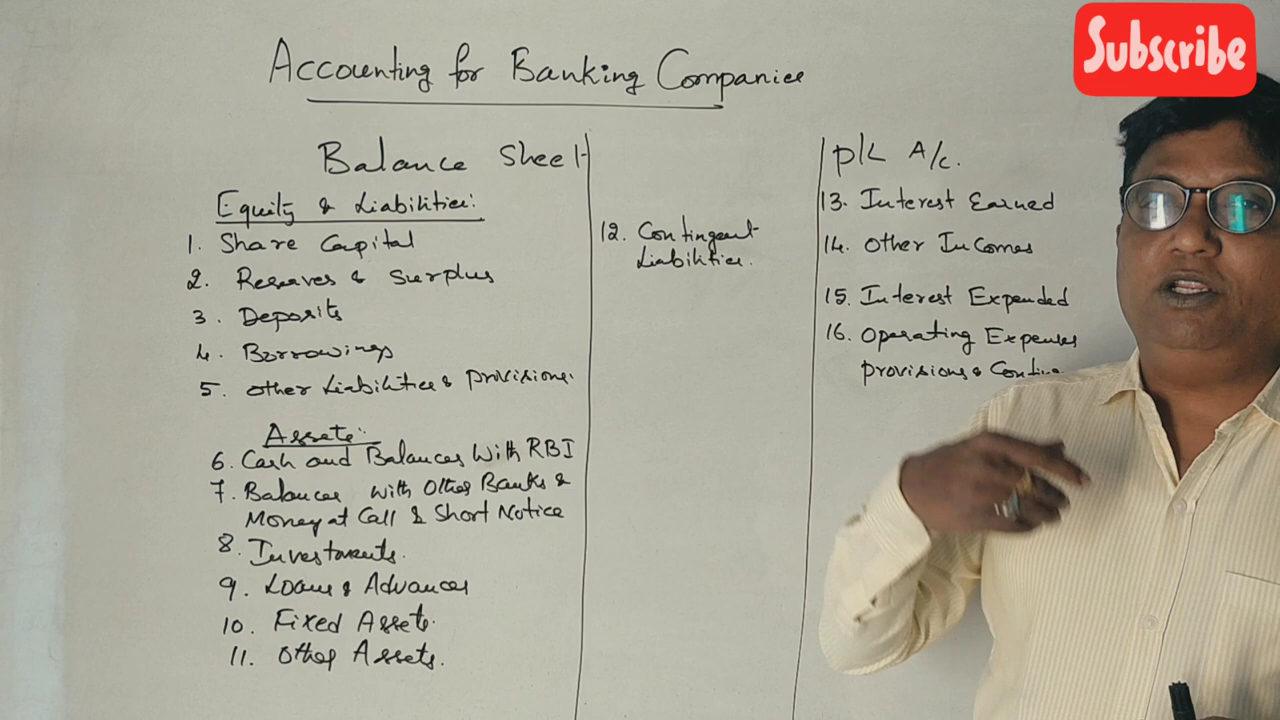 Subscribe
Accounting for Banking Companies
Balance Sheet
Equity & Liabilities:
1. Share Capital
2. Reserves & Surplus
3. Deposits
4. Borrowings
5. Other Liabilities & Provisions.
Assets:
6. Cash and Balances With RBI
7. Balances with Other Banks &
Money at Call & Short Notice
8. Investments.
9. Loans & Advances
10. Fixed Assets.
11. Other Assets.
12. Contingent
Liabilities.
P/L A/c.
13. Interest Earned
14. Other Incomes
15. Interest Expended
16. Operating Expenses
Provisions &